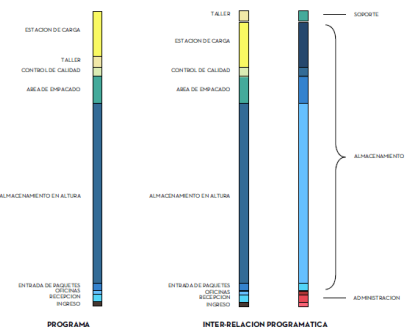 ESTACION DE CARGA
TALLER
CONTROL DE CALIDAD
AREA DE EMPACADO
ALMACENAMIENTO EN ALTURA
ENTRADA DE PAQUETES
OFICINAS
RECEPCION
INGRESO
PROGRAMA
TALLER
ESTACION DE CARGA
CONTROL DE CALIDAD
AREA DE EMPACADO
ALMACENAMIENTO EN ALTURA
ENTRADA DE PAQUETES
OFICINAS
RECEPCION
INGRESO
SOPORTE
ALMACENAMIENTO
ADMINISTRACION
INTER-RELACION PROGRAMATICA